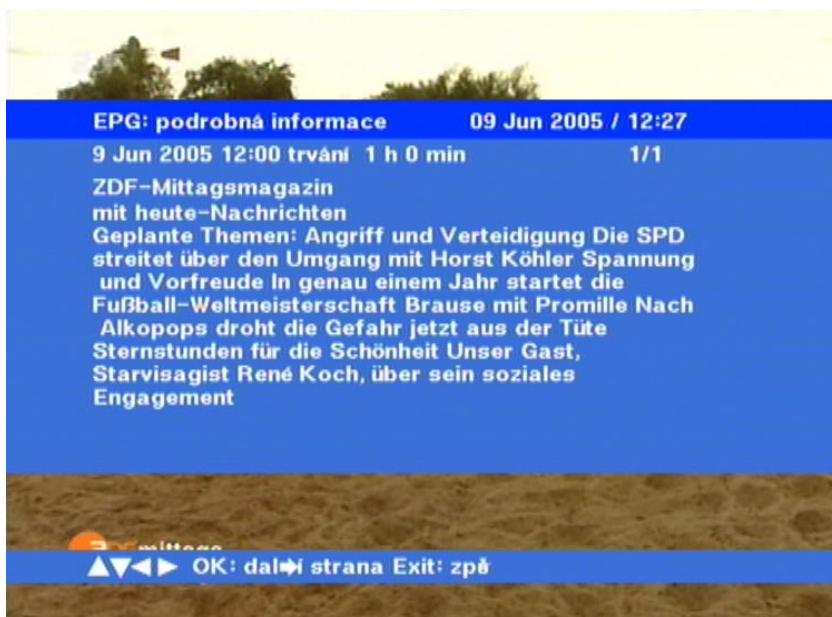 EPG: podrobná informace 09 Jun 2005 / 12:27
9 Jun 2005 12:00 trvání 1 h 0 min 1/1
ZDF-Mittagsmagazin
mit heute-Nachrichten
Geplante Themen: Angriff und Verteidigung Die SPD
streitet über den Umgang mit Horst Köhler Spannung
und Vorfreude In genau einem Jahr startet die
Fußball-Weltmeisterschaft Brause mit Promille Nach
Alkopops droht die Gefahr jetzt aus der Tüte
Sternstunden für die Schönheit Unser Gast,
Starvisagist René Koch, über sein soziales
Engagement
▲▼◄► OK: strana Exit: